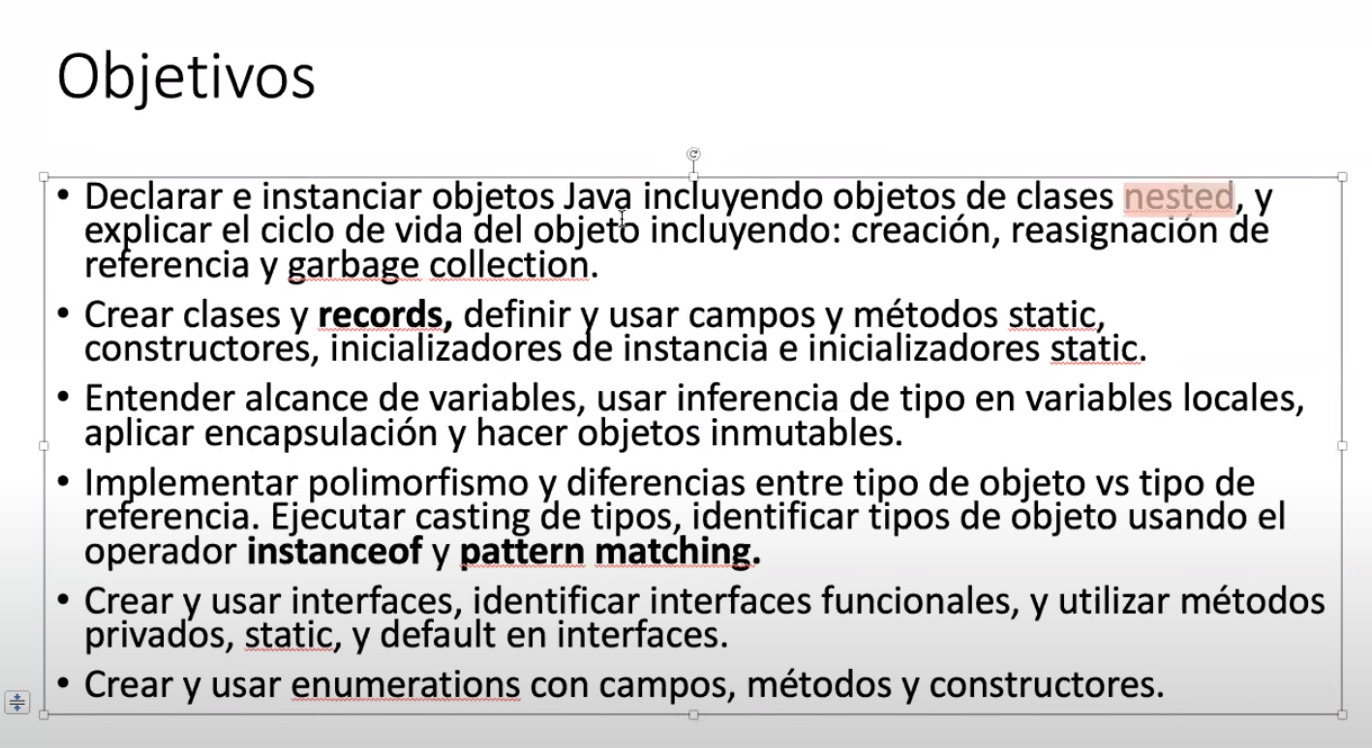 Objetivos
• Declarar e instanciar objetos Java incluyendo objetos de clases nested, y
explicar el ciclo de vida del objeto incluyendo: creación, reasignación de
referencia y garbage collection.
• Crear clases y records, definir y usar campos y métodos static,
constructores, inicializadores de instancia e inicializadores static.
• Entender alcance de variables, usar inferencia de tipo en variables locales,
aplicar encapsulación y hacer objetos inmutables.
• Implementar polimorfismo y diferencias entre tipo de objeto vs tipo de
referencia. Ejecutar casting de tipos, identificar tipos de objeto usando el
operador instanceof y pattern matching.
• Crear y usar interfaces, identificar interfaces funcionales, y utilizar métodos
privados, static, y default en interfaces.
• Crear y usar enumerations con campos, métodos y constructores.